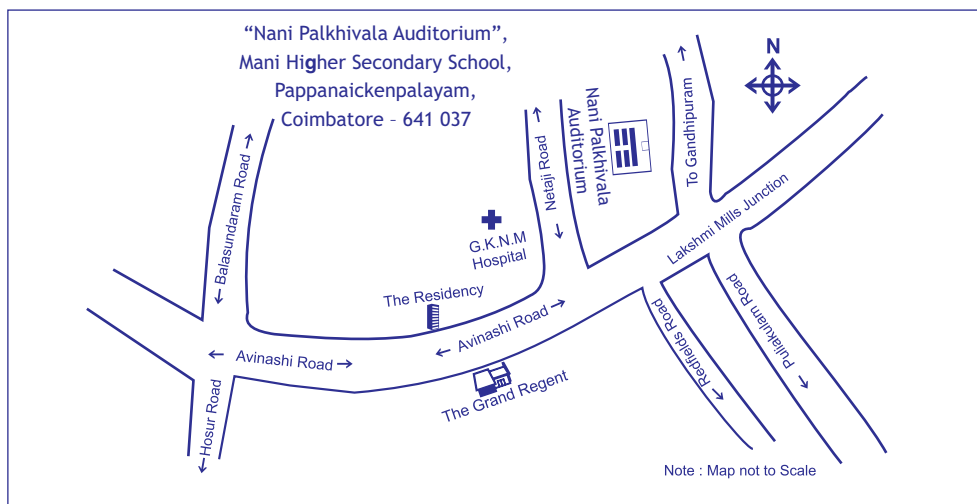 “Nani Palkhivala Auditorium”,
Mani Higher Secondary School,
Pappanaickenpalayam,
Coimbatore – 641 037
N
To Gandhipuram
Nani Palkhivala
Auditorium
Netaji Road
Balasundaram Road
G.K.N.M
Hospital
Lakshmi Mills Junction
The Residency
Avinashi Road
Avinashi Road
Redfields Road
Pullakulam Road
The Grand Regent
Hosur Road
Note : Map not to Scale